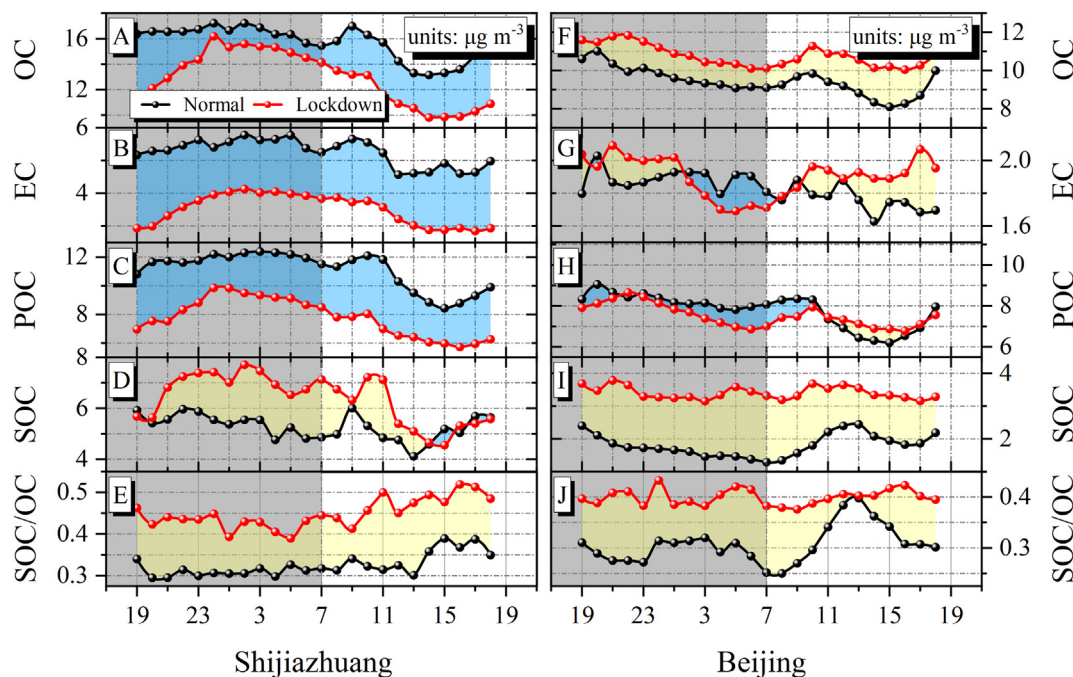 A
units: μg m⁻³
OC
16
12
Normal
Lockdown
B
EC
6
4
C
POC
12
8
6
D
SOC
8
6
4
E
SOC/OC
0.5
0.4
0.3
19 23 3 7 11 15 19
Shijiazhuang
F
units: μg m⁻³
OC
12
10
8
G
EC
2.0
1.6
H
POC
10
8
6
I
SOC
4
2
J
SOC/OC
0.4
0.3
19 23 3 7 11 15 19
Beijing